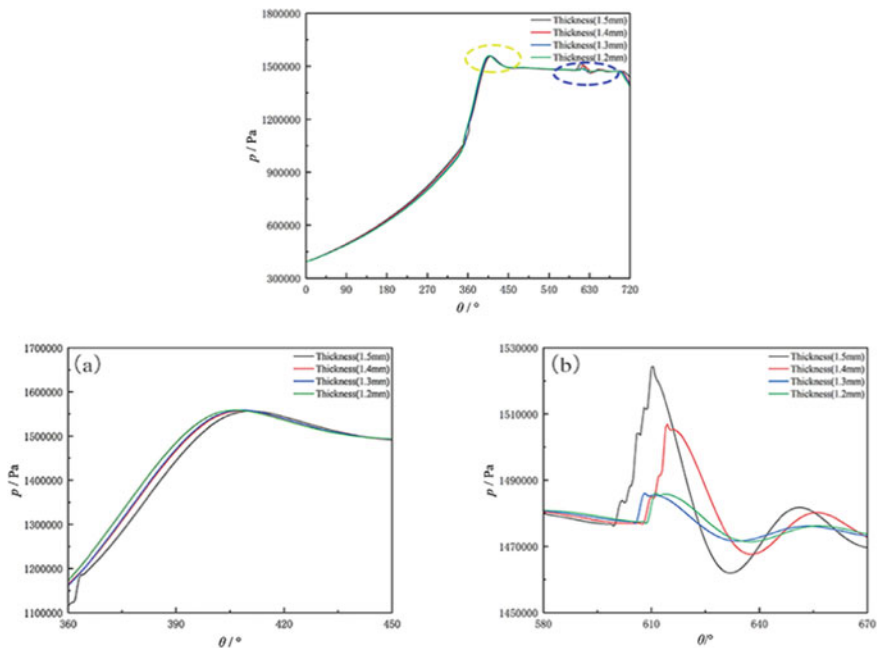 Thickness(1.5mm)
Thickness(1.4mm)
Thickness(1.3mm)
Thickness(1.2mm)
1800000
1500000
1200000
900000
600000
300000
p / Pa
0 90 180 270 360 450 540 630 720
θ / °
(a)
Thickness(1.5mm)
Thickness(1.4mm)
Thickness(1.3mm)
Thickness(1.2mm)
1700000
1600000
1500000
1400000
1300000
1200000
1100000
p / Pa
360 390 420 450
θ / °
(b)
Thickness(1.5mm)
Thickness(1.4mm)
Thickness(1.3mm)
Thickness(1.2mm)
1530000
1510000
1490000
1470000
1450000
p / Pa
580 610 640 670
θ/°